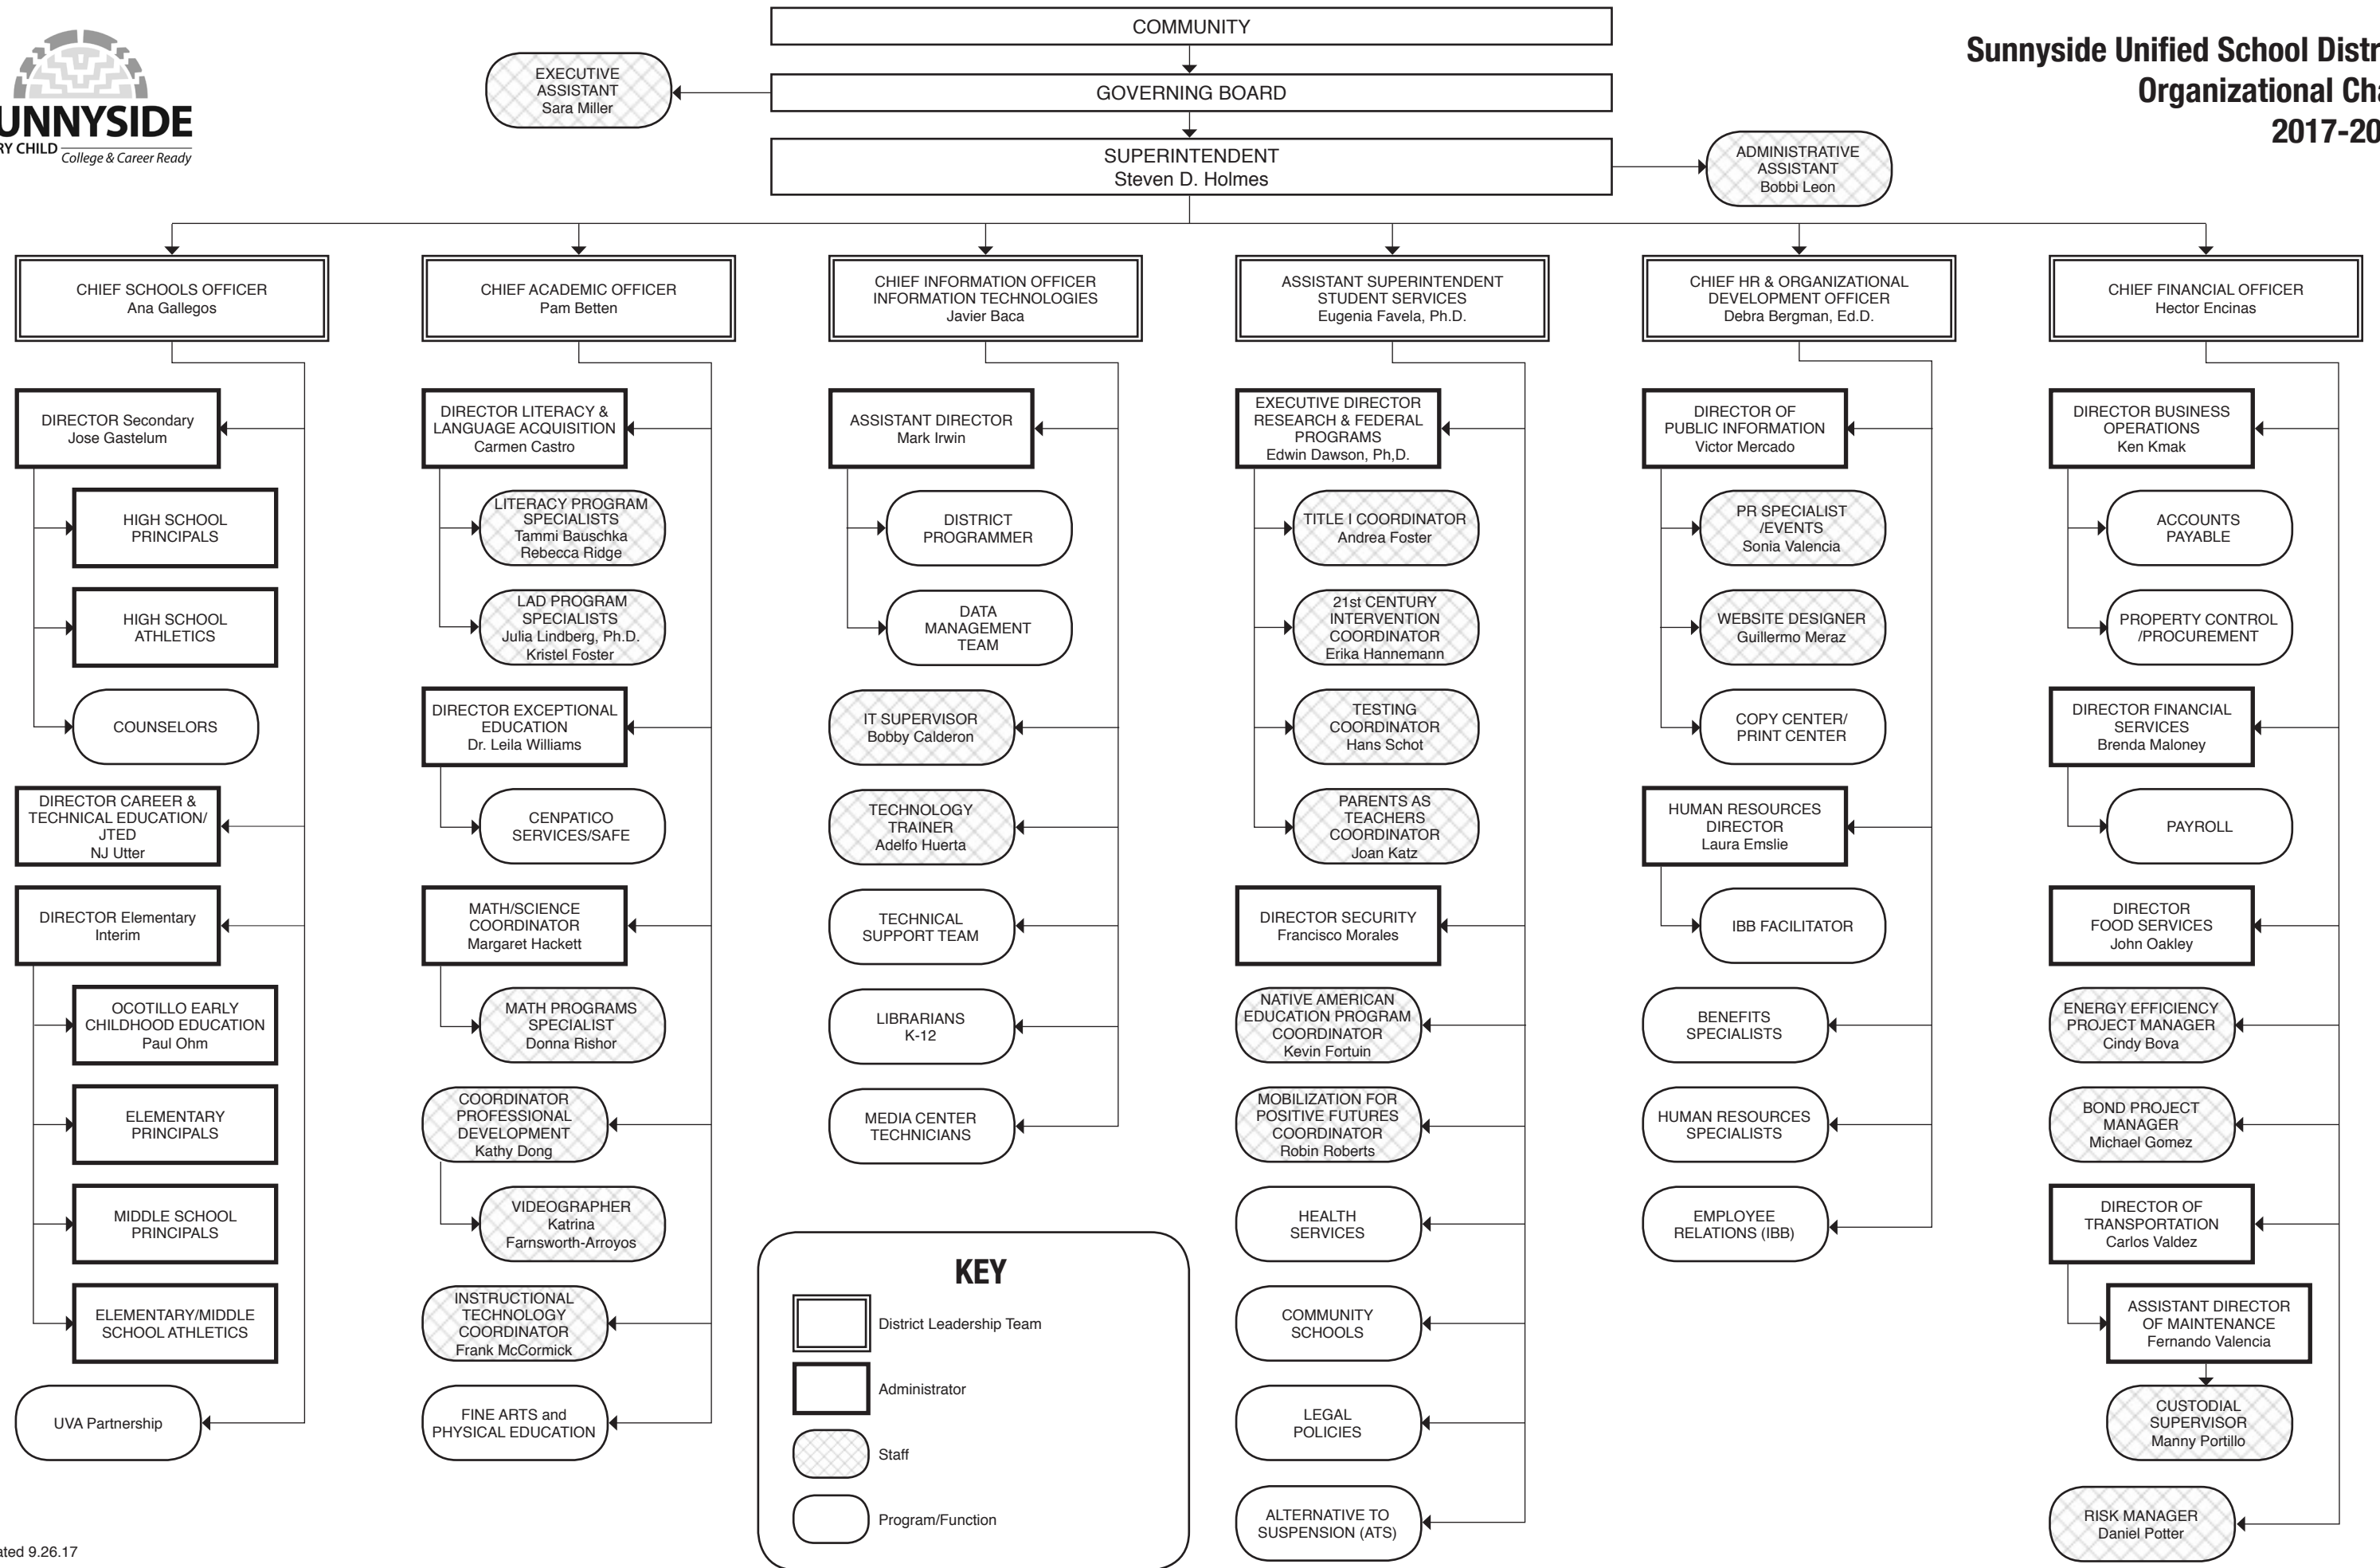 COMMUNITY
EXECUTIVE
ASSISTANT
Sara Miller
GOVERNING BOARD
SUPERINTENDENT
Steven D. Holmes
ADMINISTRATIVE
ASSISTANT
Bobbi Leon
Sunnyside Unified School Distr
Organizational Cha
2017-20
UNNYSIDE
RY CHILD
College & Career Ready
CHIEF SCHOOLS OFFICER
Ana Gallegos
DIRECTOR Secondary
Jose Gastelum
HIGH SCHOOL
PRINCIPALS
HIGH SCHOOL
ATHLETICS
COUNSELORS
DIRECTOR CAREER &
TECHNICAL EDUCATION/
JTED
NJ Utter
DIRECTOR Elementary
Interim
OCOTILLO EARLY
CHILDHOOD EDUCATION
Paul Ohm
ELEMENTARY
PRINCIPALS
MIDDLE SCHOOL
PRINCIPALS
ELEMENTARY/MIDDLE
SCHOOL ATHLETICS
UVA Partnership
CHIEF ACADEMIC OFFICER
Pam Betten
DIRECTOR LITERACY &
LANGUAGE ACQUISITION
Carmen Castro
LITERACY PROGRAM
SPECIALISTS
Tammi Bauschka
Rebecca Ridge
LAD PROGRAM
SPECIALISTS
Julia Lindberg, Ph.D.
Kristel Foster
DIRECTOR EXCEPTIONAL
EDUCATION
Dr. Leila Williams
CENPATICO
SERVICES/SAFE
MATH/SCIENCE
COORDINATOR
Margaret Hackett
MATH PROGRAMS
SPECIALIST
Donna Rishor
COORDINATOR
PROFESSIONAL
DEVELOPMENT
Kathy Dong
VIDEOGRAPHER
Katrina
Farnsworth-Arroyos
INSTRUCTIONAL
TECHNOLOGY
COORDINATOR
Frank McCormick
FINE ARTS and
PHYSICAL EDUCATION
CHIEF INFORMATION OFFICER
INFORMATION TECHNOLOGIES
Javier Baca
ASSISTANT DIRECTOR
Mark Irwin
DISTRICT
PROGRAMMER
DATA
MANAGEMENT
TEAM
IT SUPERVISOR
Bobby Calderon
TECHNOLOGY
TRAINER
Adelfo Huerta
TECHNICAL
SUPPORT TEAM
LIBRARIANS
K-12
MEDIA CENTER
TECHNICIANS
ASSISTANT SUPERINTENDENT
STUDENT SERVICES
Eugenia Favela, Ph.D.
EXECUTIVE DIRECTOR
RESEARCH & FEDERAL
PROGRAMS
Edwin Dawson, Ph,D.
TITLE I COORDINATOR
Andrea Foster
21st CENTURY
INTERVENTION
COORDINATOR
Erika Hannemann
TESTING
COORDINATOR
Hans Schot
PARENTS AS
TEACHERS
COORDINATOR
Joan Katz
DIRECTOR SECURITY
Francisco Morales
NATIVE AMERICAN
EDUCATION PROGRAM
COORDINATOR
Kevin Fortuin
MOBILIZATION FOR
POSITIVE FUTURES
COORDINATOR
Robin Roberts
HEALTH
SERVICES
COMMUNITY
SCHOOLS
LEGAL
POLICIES
ALTERNATIVE TO
SUSPENSION (ATS)
CHIEF HR & ORGANIZATIONAL
DEVELOPMENT OFFICER
Debra Bergman, Ed.D.
DIRECTOR OF
PUBLIC INFORMATION
Victor Mercado
PR SPECIALIST
/EVENTS
Sonia Valencia
WEBSITE DESIGNER
Guillermo Meraz
COPY CENTER/
PRINT CENTER
HUMAN RESOURCES
DIRECTOR
Laura Emslie
IBB FACILITATOR
BENEFITS
SPECIALISTS
HUMAN RESOURCES
SPECIALISTS
EMPLOYEE
RELATIONS (IBB)
CHIEF FINANCIAL OFFICER
Hector Encinas
DIRECTOR BUSINESS
OPERATIONS
Ken Kmak
ACCOUNTS
PAYABLE
PROPERTY CONTROL
/PROCUREMENT
DIRECTOR FINANCIAL
SERVICES
Brenda Maloney
PAYROLL
DIRECTOR
FOOD SERVICES
John Oakley
ENERGY EFFICIENCY
PROJECT MANAGER
Cindy Bova
BOND PROJECT
MANAGER
Michael Gomez
DIRECTOR OF
TRANSPORTATION
Carlos Valdez
ASSISTANT DIRECTOR
OF MAINTENANCE
Fernando Valencia
CUSTODIAL
SUPERVISOR
Manny Portillo
RISK MANAGER
Daniel Potter
KEY
District Leadership Team
Administrator
Staff
Program/Function
ated 9.26.17